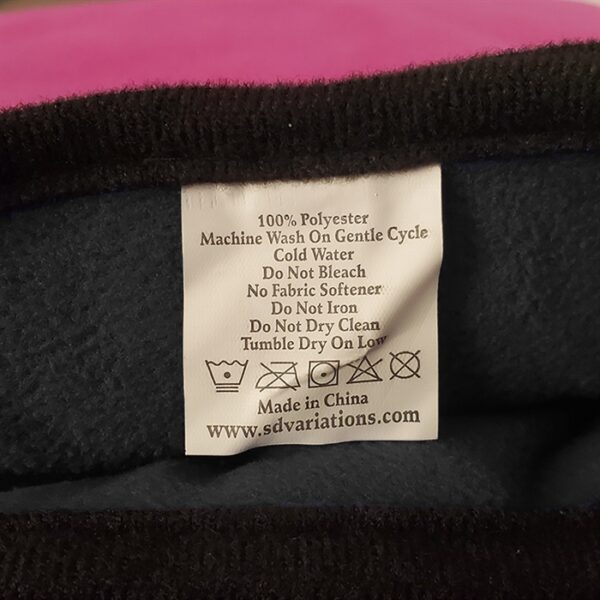 100% Polyester
Machine Wash On Gentle Cycle
Cold Water
Do Not Bleach
No Fabric Softener
Do Not Iron
Do Not Dry Clean
Tumble Dry On Low
Made in China
www.sdvariations.com